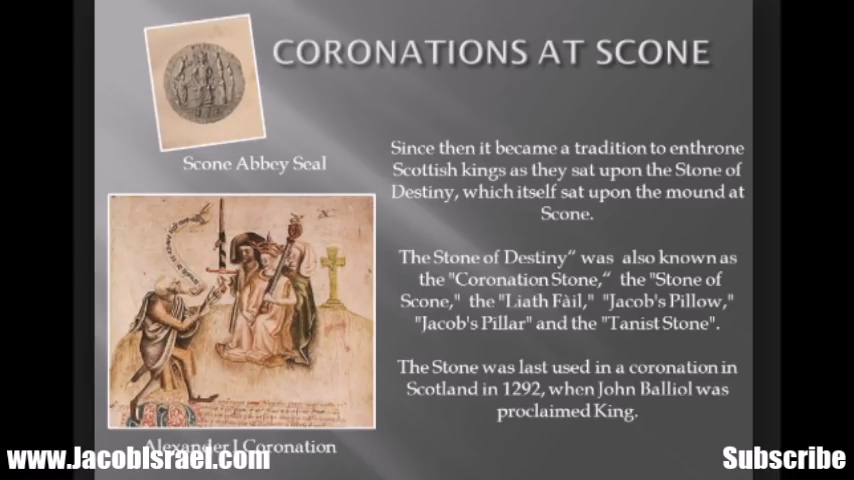 CORONATIONS AT SCONE
Scone Abbey Seal
Since then it became a tradition to enthrone
Scottish kings as they sat upon the Stone of
Destiny, which itself sat upon the mound at
Scone.
The Stone of Destiny“ was also known as
the "Coronation Stone,“ the "Stone of
Scone," the "Liath Fàil," "Jacob's Pillow,"
"Jacob's Pillar" and the "Tanist Stone".
The Stone was last used in a coronation in
Scotland in 1292, when John Balliol was
proclaimed King.
Alexander I Coronation
www.JacobIsrael.com
Subscribe